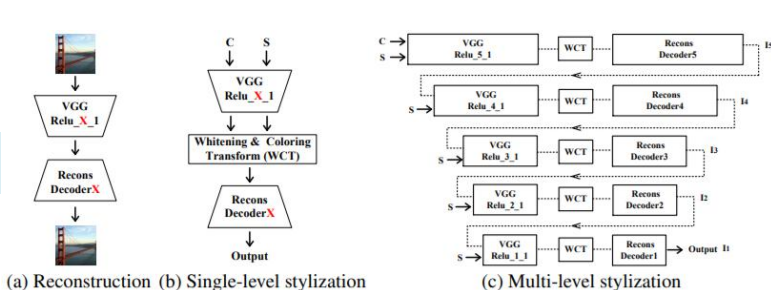 VGG
Relu_X_1
Recons
DecoderX
(a) Reconstruction
C S
VGG
Relu_X_1
Whitening & Coloring
Transform (WCT)
Recons
DecoderX
Output
(b) Single-level stylization
C
S
VGG
Relu_5_1
WCT
Recons
Decoder5
I5
S
VGG
Relu_4_1
WCT
Recons
Decoder4
I4
S
VGG
Relu_3_1
WCT
Recons
Decoder3
I3
S
VGG
Relu_2_1
WCT
Recons
Decoder2
I2
S
VGG
Relu_1_1
WCT
Recons
Decoder1
Output I1
(c) Multi-level stylization